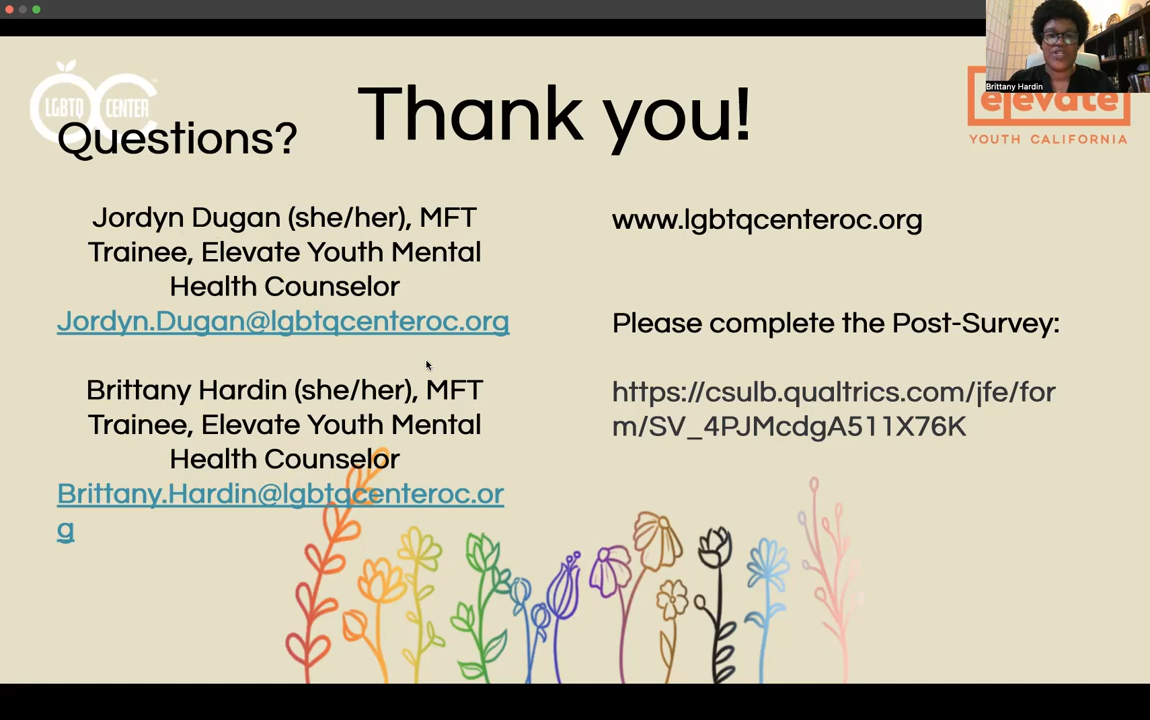 LGBTQ CENTER
Thank you!
Questions?
Brittany Hardin
elevate
YOUTH CALIFORNIA
Jordyn Dugan (she/her), MFT
Trainee, Elevate Youth Mental
Health Counselor
Jordyn.Dugan@lgbtqcenteroc.org
Brittany Hardin (she/her), MFT
Trainee, Elevate Youth Mental
Health Counselor
Brittany.Hardin@lgbtqcenteroc.or
g
www.lgbtqcenteroc.org
Please complete the Post-Survey:
https://csulb.qualtrics.com/jfe/for
m/SV_4PJMcdgA511X76K